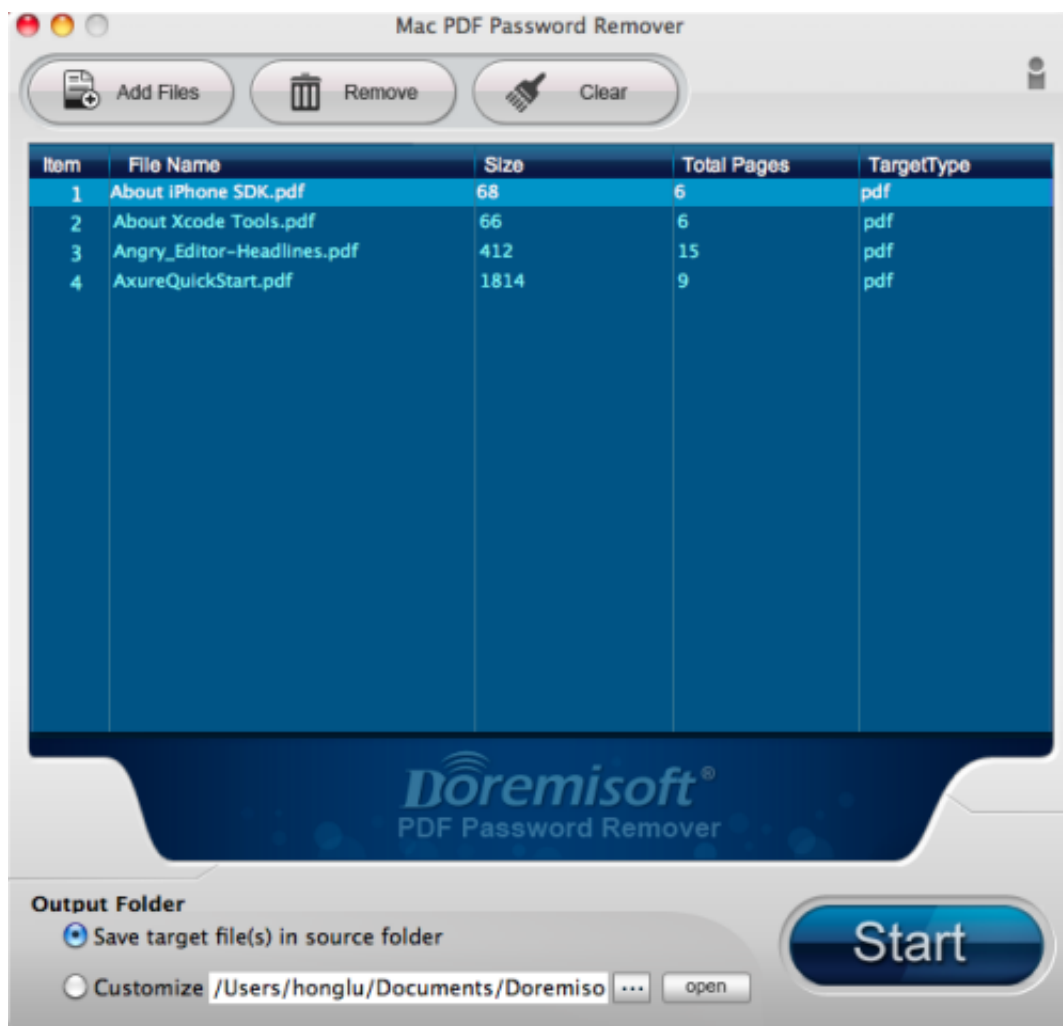 Mac PDF Password Remover
Add Files Remove Clear
Item File Name Size Total Pages TargetType
1 About iPhone SDK.pdf 68 6 pdf
2 About Xcode Tools.pdf 66 6 pdf
3 Angry_Editor-Headlines.pdf 412 15 pdf
4 AxureQuickStart.pdf 1814 9 pdf
Doremisoft®
PDF Password Remover
Output Folder
Save target file(s) in source folder
Start
Customize /Users/honglu/Documents/Doremiso ... open